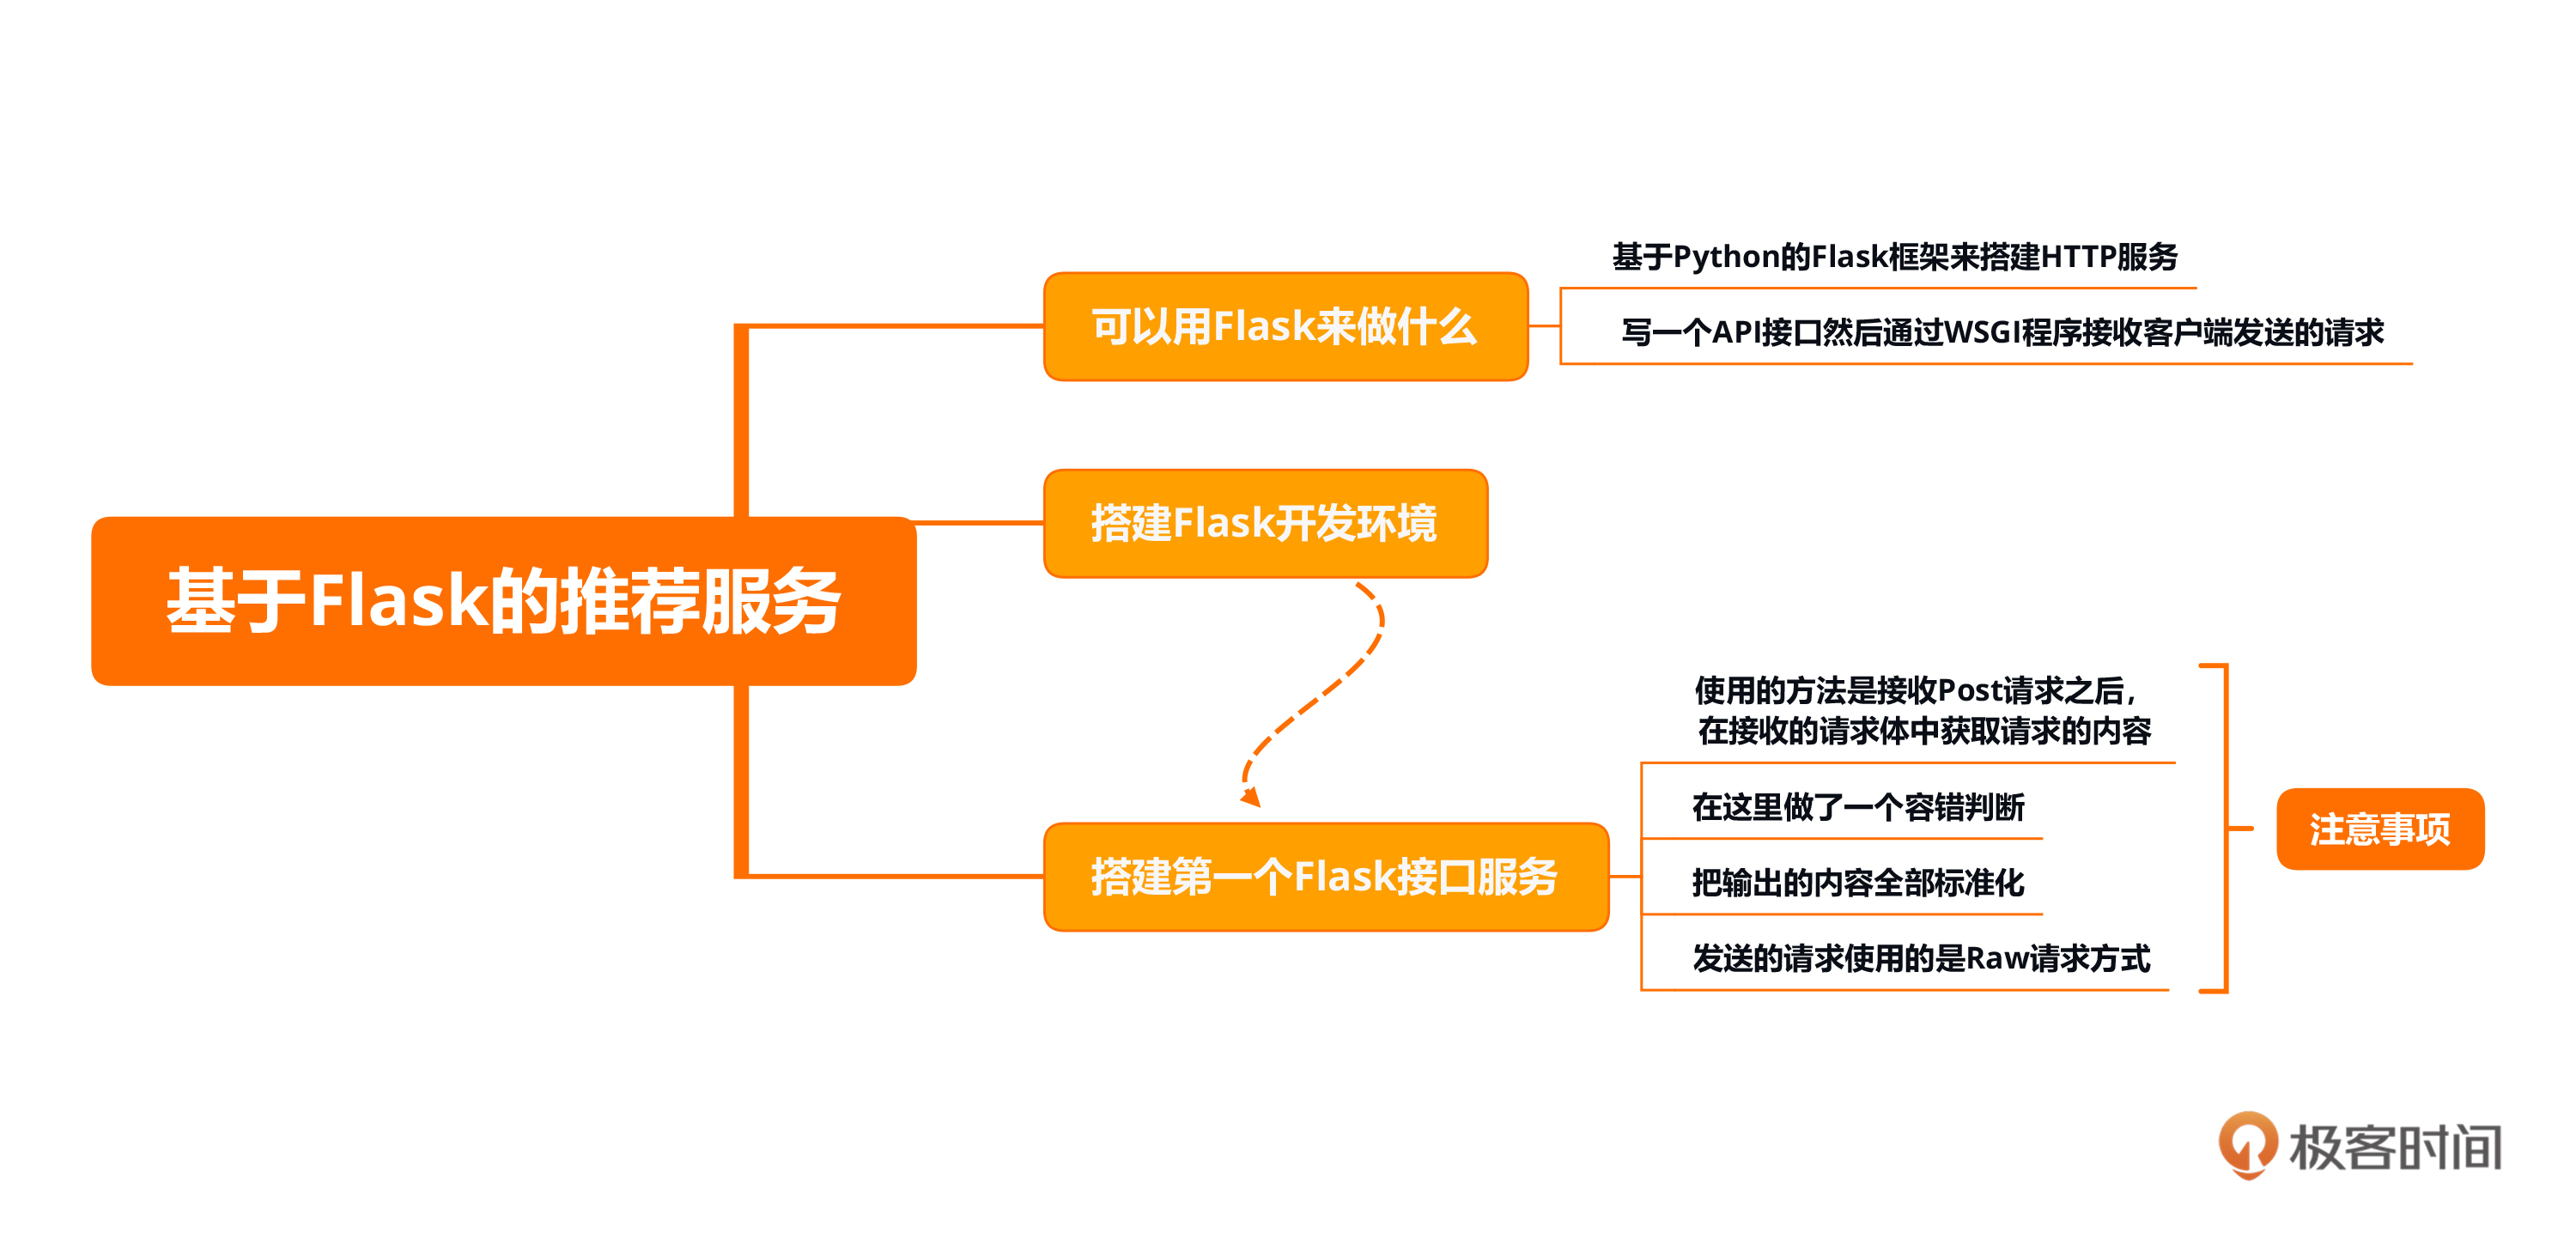 基于Flask的推荐服务
可以用Flask来做什么
基于Python的Flask框架来搭建HTTP服务
写一个API接口然后通过WSGI程序接收客户端发送的请求
搭建Flask开发环境
搭建第一个Flask接口服务
使用的方法是接收Post请求之后，
在接收的请求体中获取请求的内容
在这里做了一个容错判断
把输出的内容全部标准化
发送的请求使用的是Raw请求方式
注意事项
极客时间